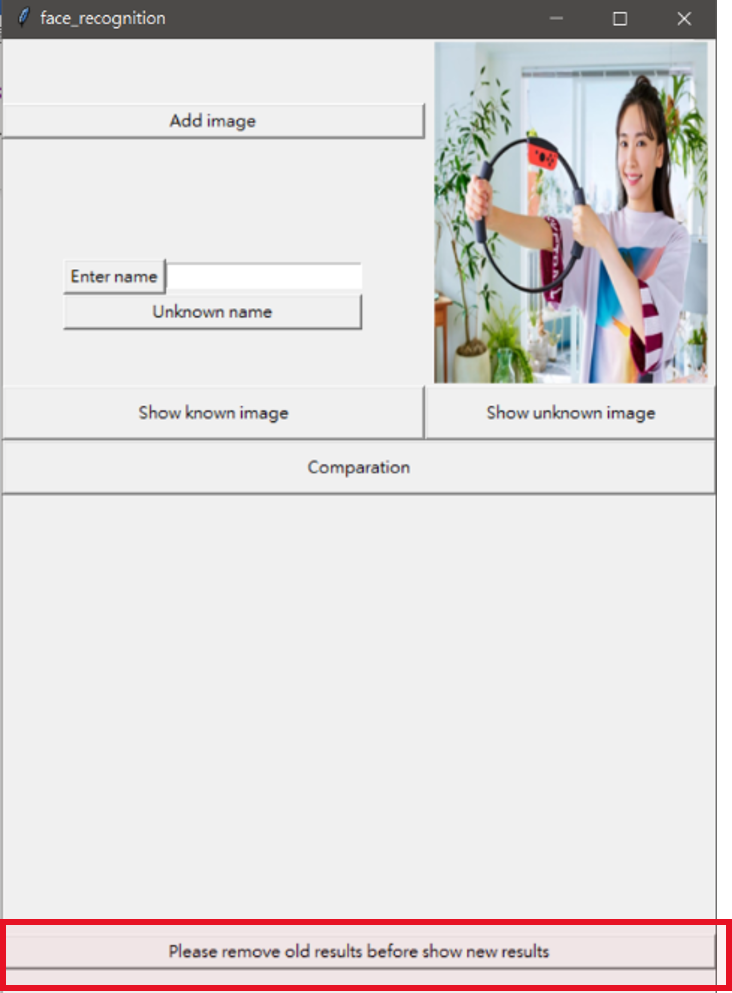 face_recognition
Add image
Enter name
Unknown name
Show known image
Show unknown image
Comparation
Please remove old results before show new results